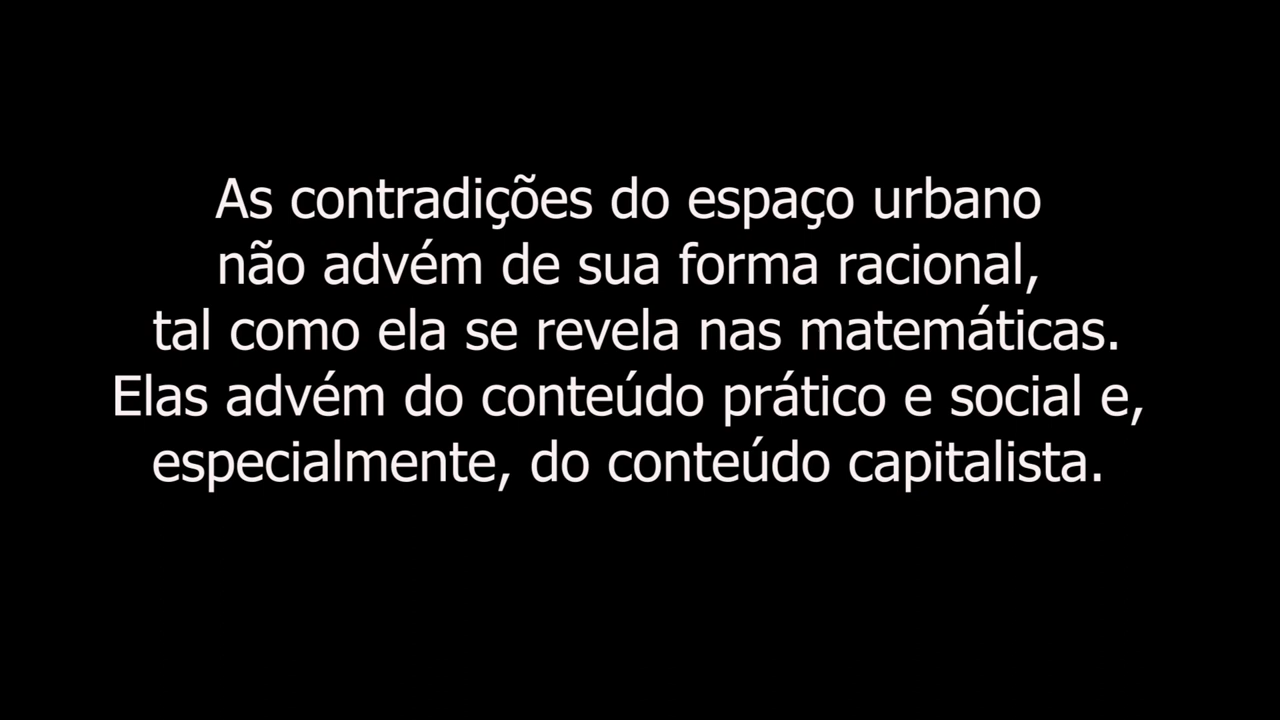 As contradições do espaço urbano
não advém de sua forma racional,
tal como ela se revela nas matemáticas.
Elas advém do conteúdo prático e social e,
especialmente, do conteúdo capitalista.